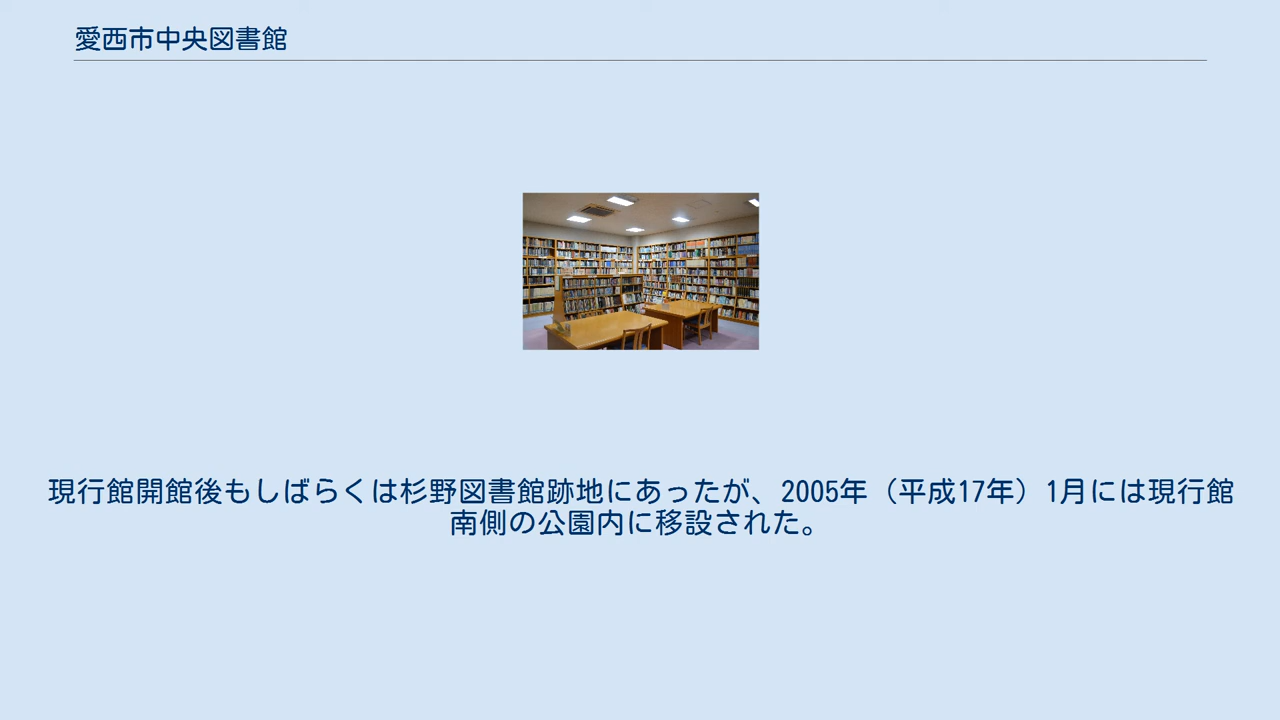 愛西市中央図書館
現行館開館後もしばらくは杉野図書館跡地にあったが、2005年（平成17年）1月には現行館
南側の公園内に移設された。